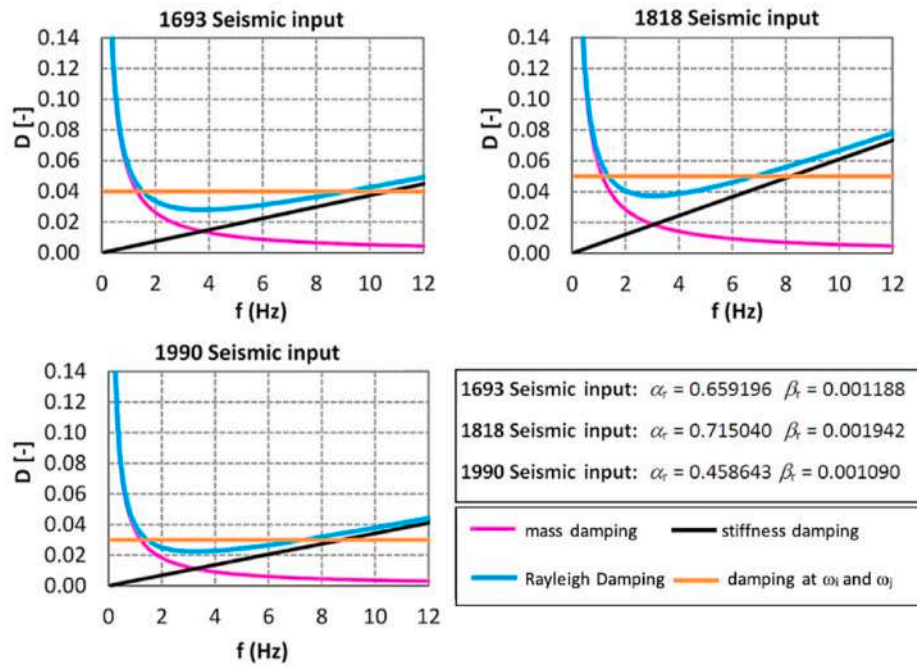 1693 Seismic input
0.14
0.12
0.10
0.08
0.06
0.04
0.02
0.00
D [-]
0 2 4 6 8 10 12
f (Hz)
1818 Seismic input
0.14
0.12
0.10
0.08
0.06
0.04
0.02
0.00
D [-]
0 2 4 6 8 10 12
f (Hz)
1990 Seismic input
0.14
0.12
0.10
0.08
0.06
0.04
0.02
0.00
D [-]
0 2 4 6 8 10 12
f (Hz)
1693 Seismic input: αᵣ = 0.659196 βᵣ = 0.001188
1818 Seismic input: αᵣ = 0.715040 βᵣ = 0.001942
1990 Seismic input: αᵣ = 0.458643 βᵣ = 0.001090
mass damping stiffness damping
Rayleigh Damping damping at ωᵢ and ωⱼ